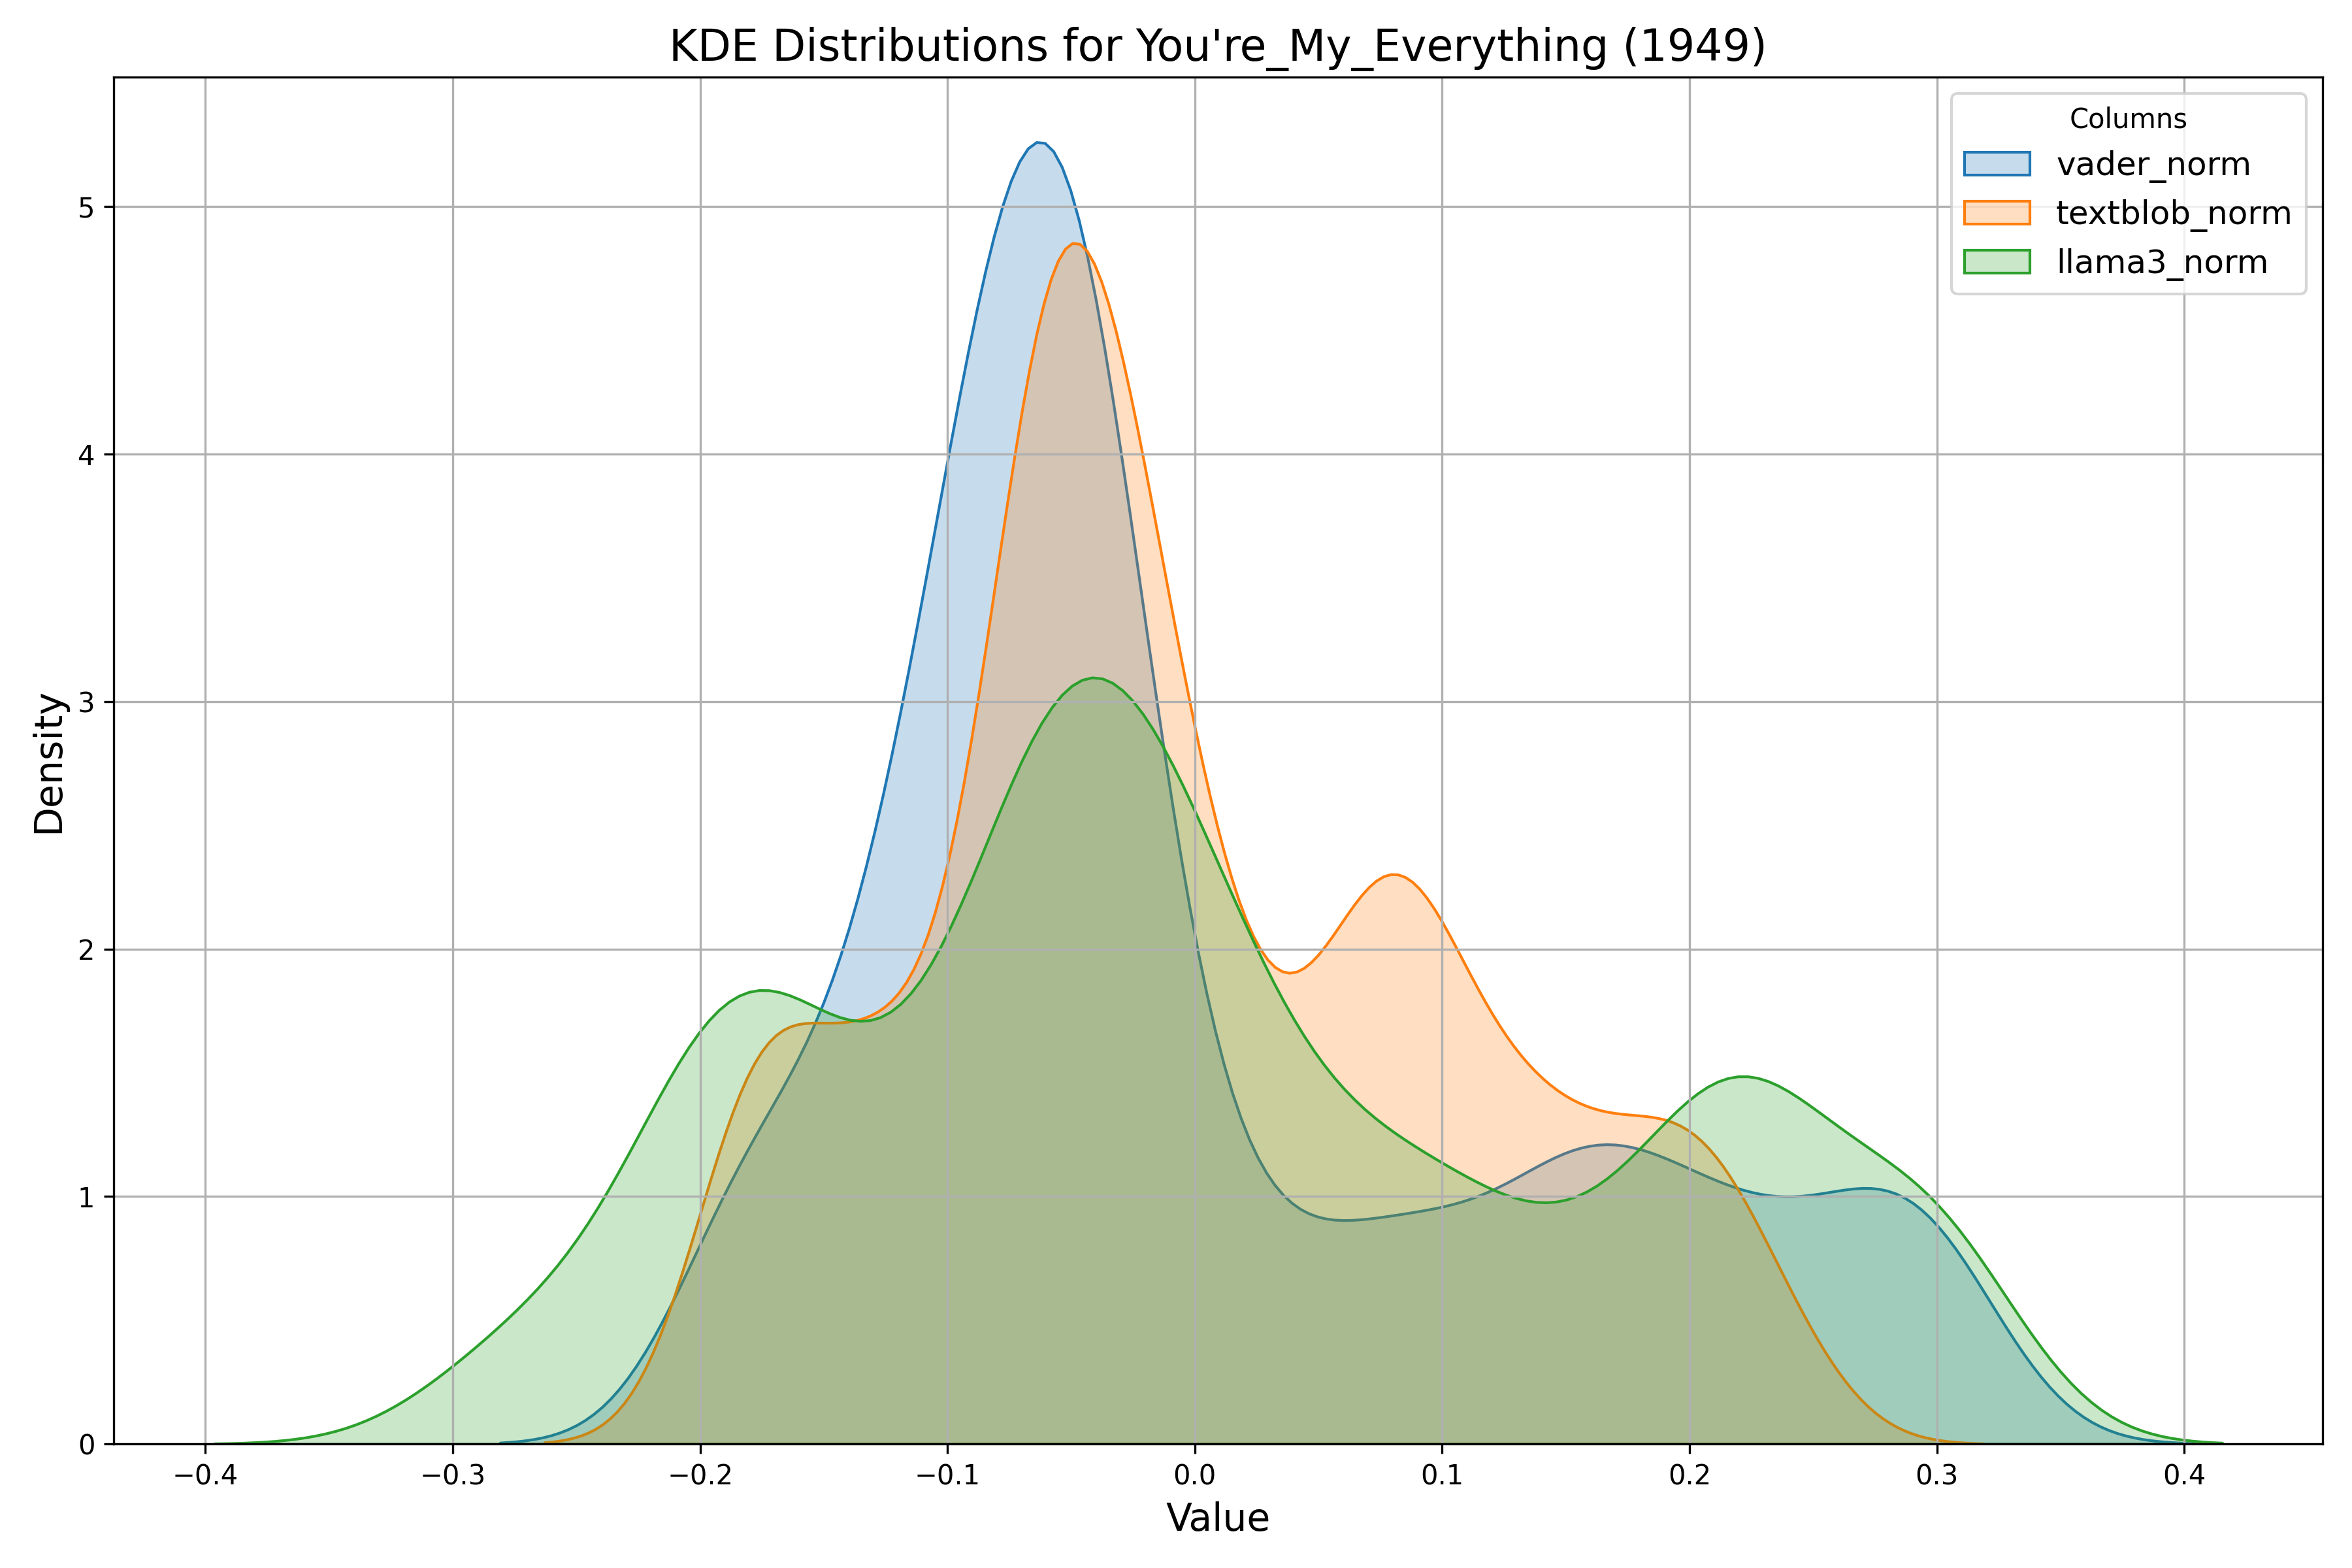 KDE Distributions for You're_My_Everything (1949)
Columns
vader_norm
textblob_norm
llama3_norm
Density
5
4
3
2
1
0
−0.4 −0.3 −0.2 −0.1 0.0 0.1 0.2 0.3 0.4
Value